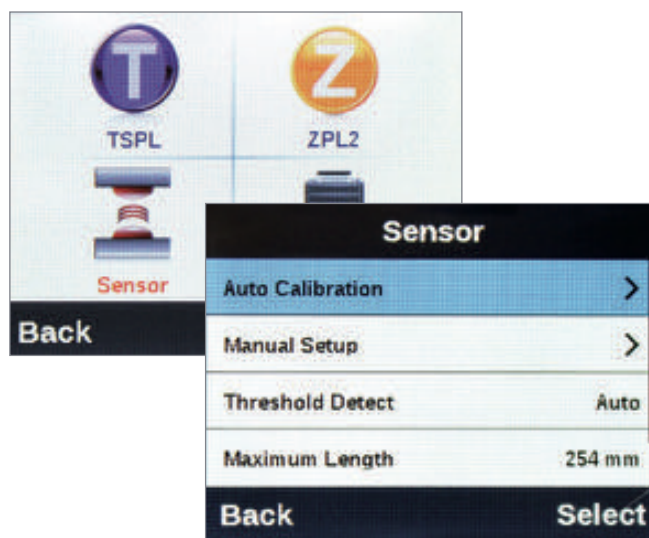 T Z
TSPL ZPL2
Sensor
Back
Sensor
Auto Calibration >
Manual Setup >
Threshold Detect Auto
Maximum Length 254 mm
Back Select